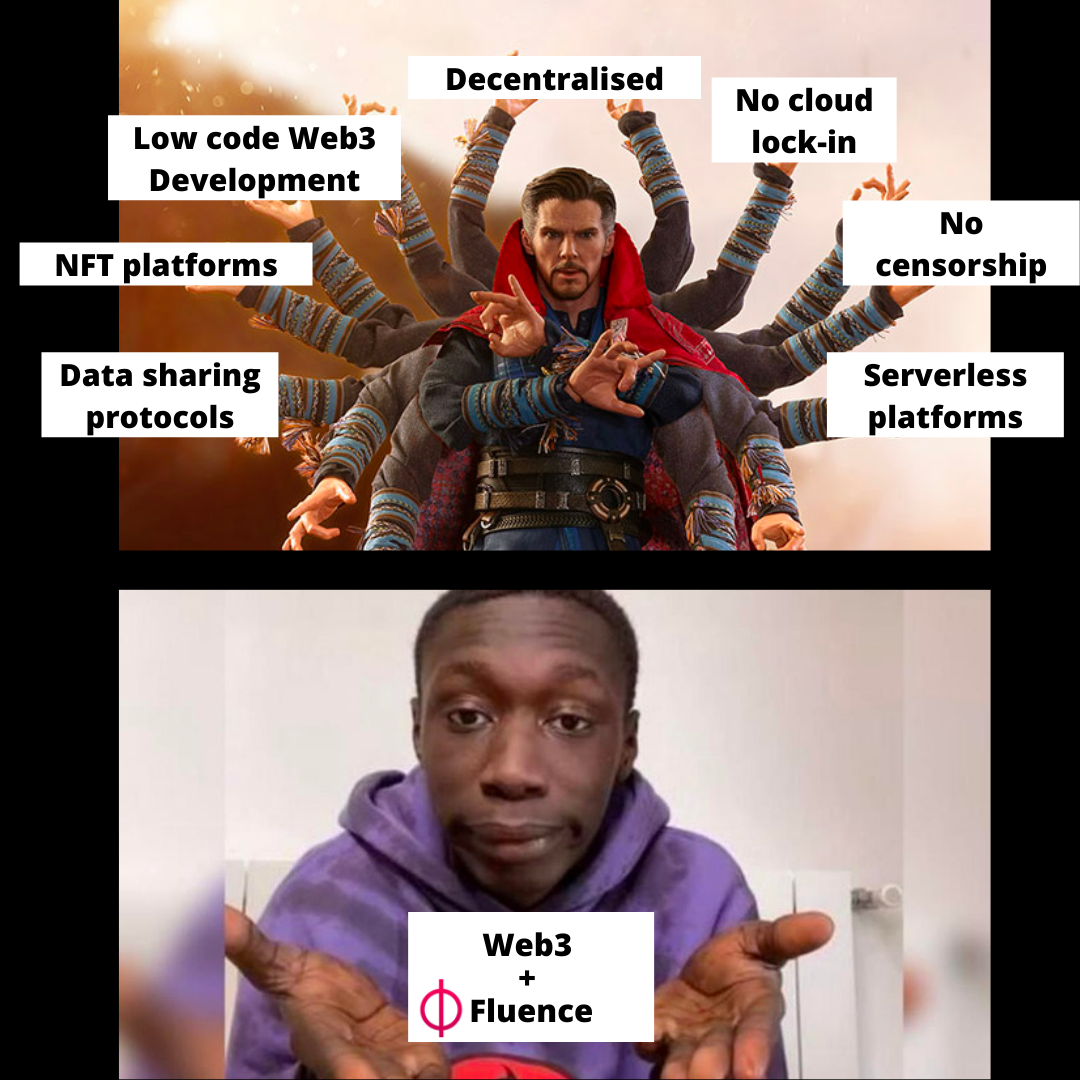 Decentralised
No cloud
lock-in
Low code Web3
Development
No
censorship
NFT platforms
Data sharing
protocols
Serverless
platforms
Web3
+
Fluence